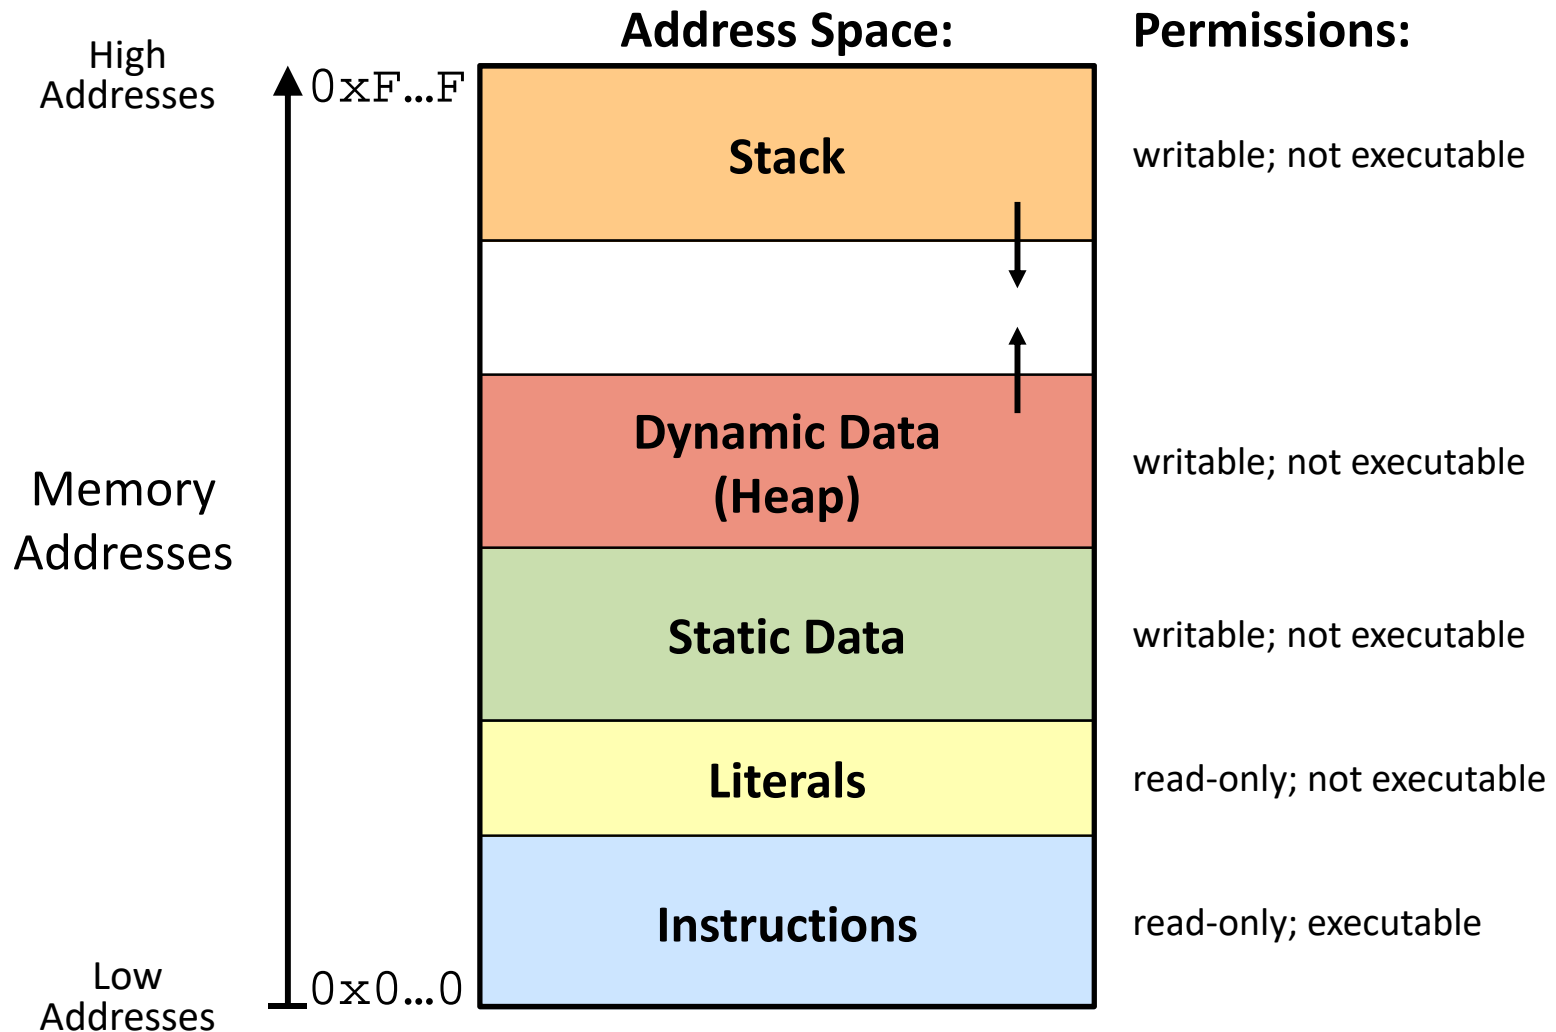 Address Space:
Permissions:
High
Addresses
0xF...F
Stack
writable; not executable
Dynamic Data
(Heap)
writable; not executable
Memory
Addresses
Static Data
writable; not executable
Literals
read-only; not executable
Instructions
read-only; executable
Low
Addresses
0x0...0